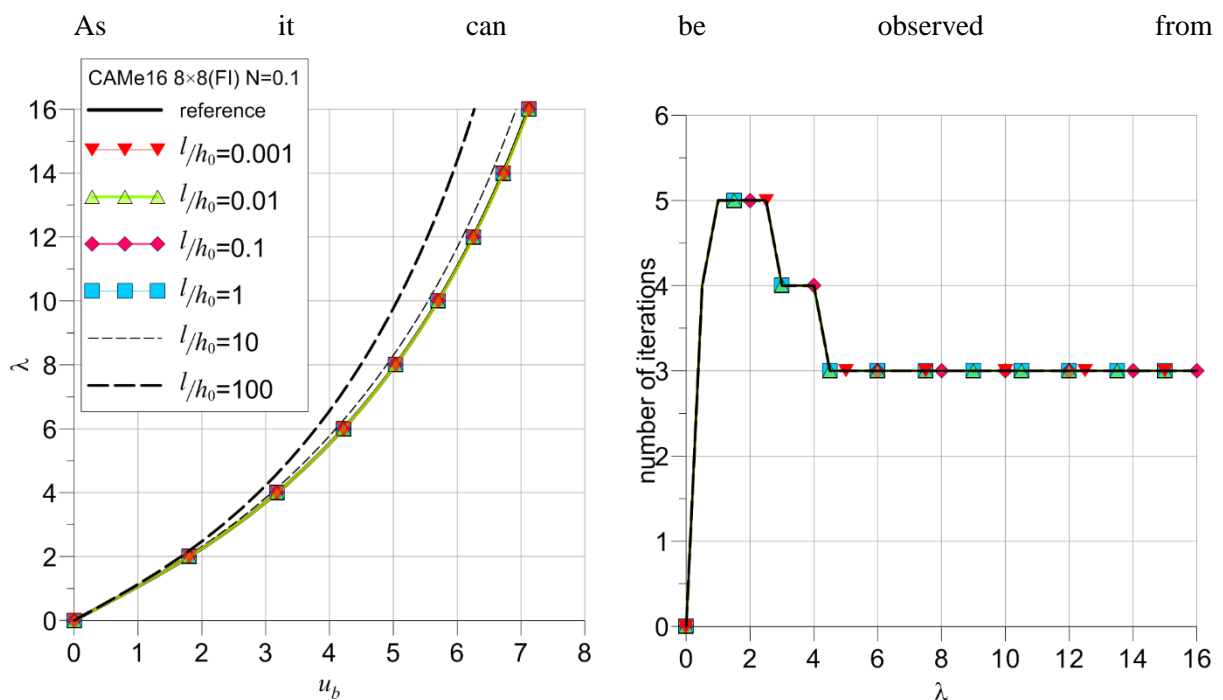 As it can be observed from
CAMe16 8×8(FI) N=0.1
reference
l/h₀=0.001
l/h₀=0.01
l/h₀=0.1
l/h₀=1
l/h₀=10
l/h₀=100
16
14
12
10
8
6
4
2
0
λ
0 1 2 3 4 5 6 7 8
u_b
6
5
4
3
2
1
0
number of iterations
0 2 4 6 8 10 12 14 16
λ